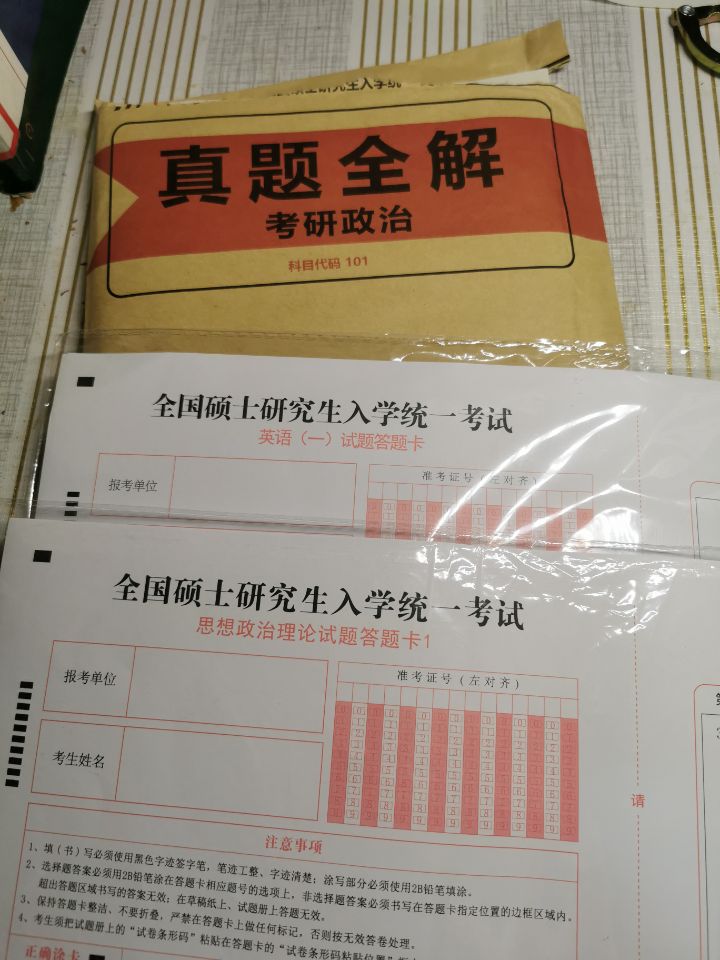 硕士研究生入学统一
真题全解
考研政治
科目代码 101
全国硕士研究生入学统一考试
英语（一）试题答题卡
报考单位
准考证号（左对齐）
全国硕士研究生入学统一考试
思想政治理论试题答题卡1
报考单位
准考证号（左对齐）
考生姓名
请
注意事项
1、填（书）写必须使用黑色字迹签字笔，笔迹工整、字迹清楚；涂写部分必须使用2B铅笔填涂。
2、选择题答案必须用2B铅笔涂在答题卡相应题号的选项上，非选择题答案必须书写在答题卡指定位置的边框区域内。
超出答题区域书写的答案无效；在草稿纸上、试题册上答题无效。
3、保持答题卡整洁、不要折叠，严禁在答题卡上做任何标记，否则按无效答卷处理。
4、考生须把试题册上的“试卷条形码”粘贴在答题卡的“试卷条形码粘贴位置”
正确涂卡